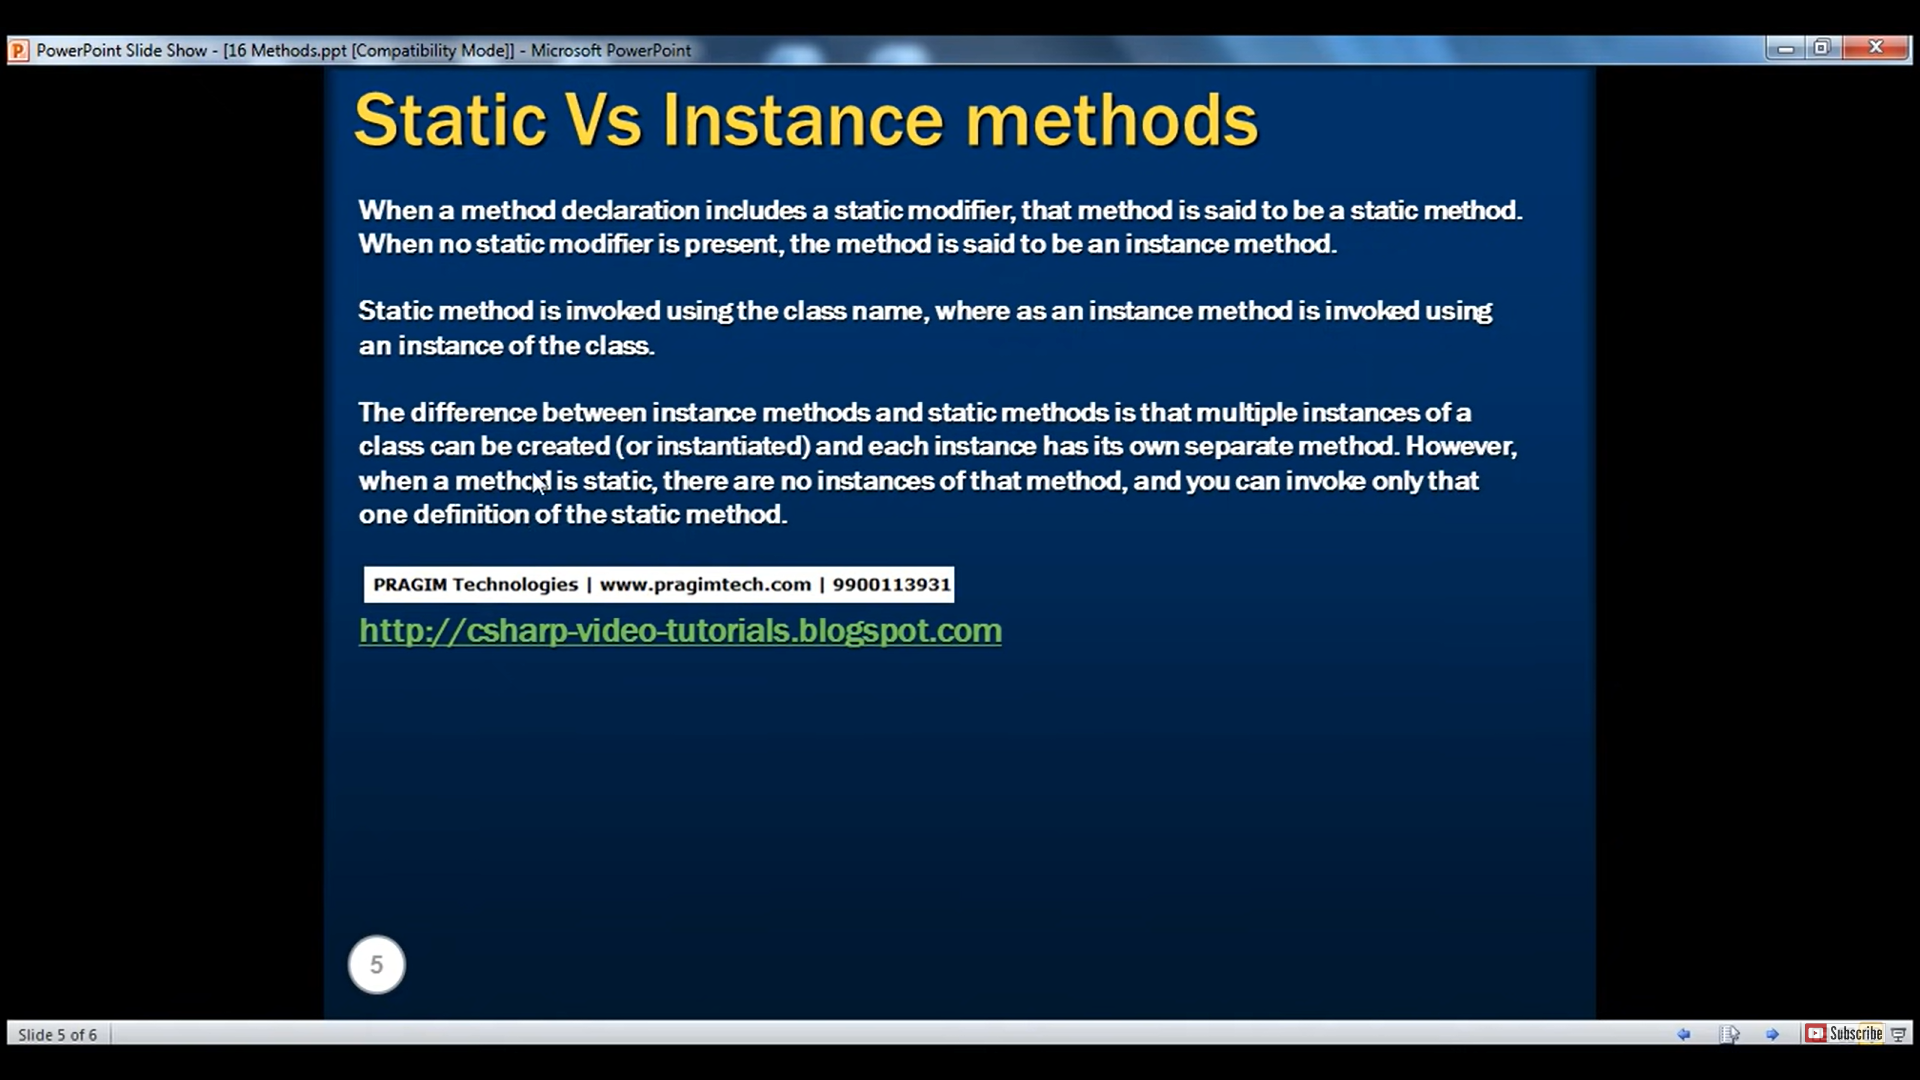 PowerPoint Slide Show - [16 Methods.ppt [Compatibility Mode]] - Microsoft PowerPoint
Static Vs Instance methods
When a method declaration includes a static modifier, that method is said to be a static method.
When no static modifier is present, the method is said to be an instance method.
Static method is invoked using the class name, where as an instance method is invoked using
an instance of the class.
The difference between instance methods and static methods is that multiple instances of a
class can be created (or instantiated) and each instance has its own separate method. However,
when a method is static, there are no instances of that method, and you can invoke only that
one definition of the static method.
PRAGIM Technologies | www.pragimtech.com | 9900113931
http://csharp-video-tutorials.blogspot.com
5
Slide 5 of 6
Subscribe